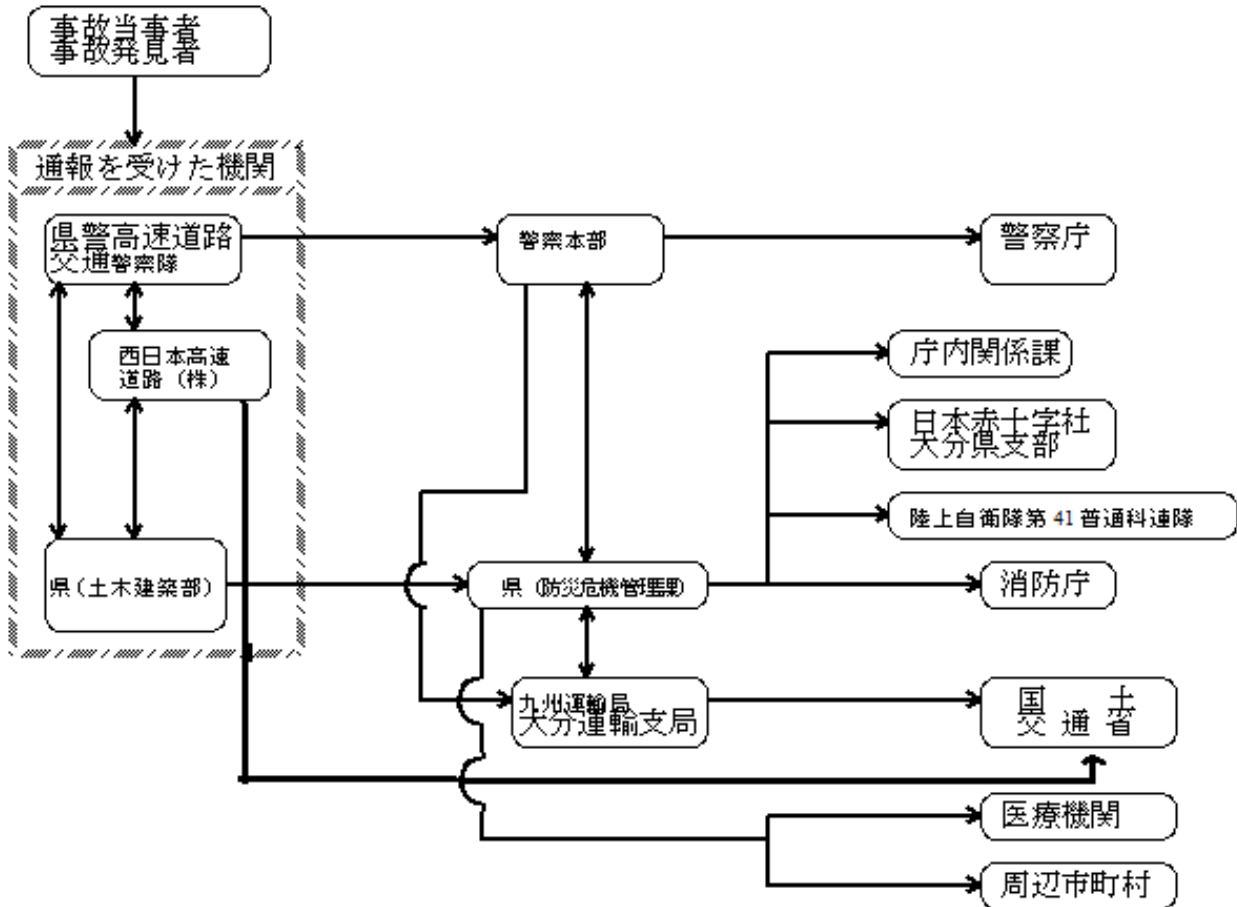 事故当事者
事故発見者
通報を受けた機関
県警高速道路
交通警察隊
警察本部
警察庁
西日本高速
道路（株）
庁内関係課
日本赤十字社
大分県支部
陸上自衛隊第41普通科連隊
県（土木建築部）
県（防災危機管理課）
消防庁
九州運輸局
大分運輸支局
国　　土
交　通　省
医療機関
周辺市町村